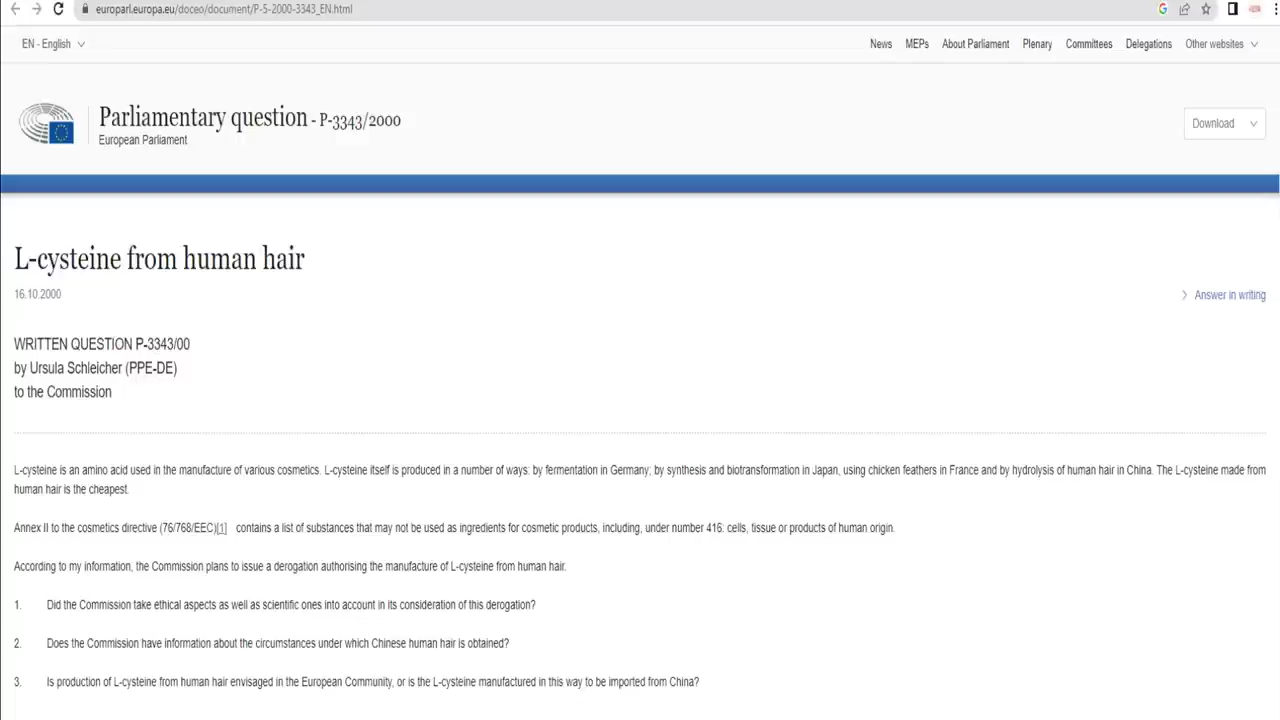 europarl.europa.eu/doceo/document/P-5-2000-3343_EN.html
EN - English
News MEPs About Parliament Plenary Committees Delegations Other websites
Parliamentary question - P-3343/2000
European Parliament
Download
L-cysteine from human hair
16.10.2000
Answer in writing
WRITTEN QUESTION P-3343/00
by Ursula Schleicher (PPE-DE)
to the Commission
L-cysteine is an amino acid used in the manufacture of various cosmetics. L-cysteine itself is produced in a number of ways: by fermentation in Germany; by synthesis and biotransformation in Japan, using chicken feathers in France and by hydrolysis of human hair in China. The L-cysteine made from
human hair is the cheapest.
Annex II to the cosmetics directive (76/768/EEC)[1] contains a list of substances that may not be used as ingredients for cosmetic products, including, under number 416: cells, tissue or products of human origin.
According to my information, the Commission plans to issue a derogation authorising the manufacture of L-cysteine from human hair.
1. Did the Commission take ethical aspects as well as scientific ones into account in its consideration of this derogation?
2. Does the Commission have information about the circumstances under which Chinese human hair is obtained?
3. Is production of L-cysteine from human hair envisaged in the European Community, or is the L-cysteine manufactured in this way to be imported from China?